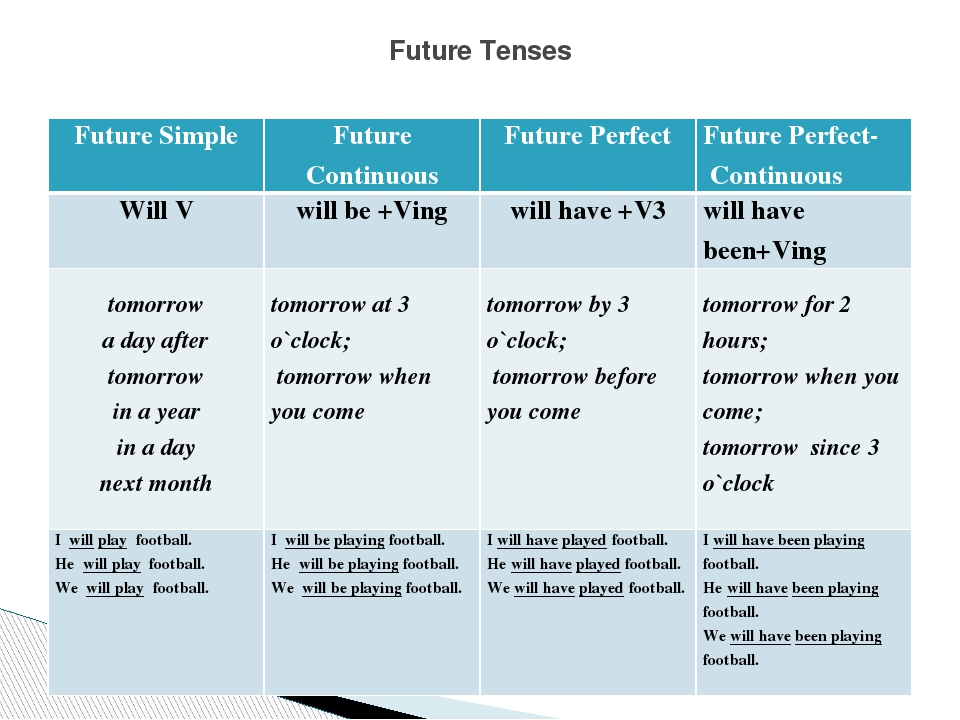 Future Tenses
Future Simple
Future
Continuous
Future Perfect
Future Perfect-
Continuous
Will V
will be +Ving
will have +V3
will have
been+Ving
tomorrow
a day after
tomorrow
in a year
in a day
next month
tomorrow at 3
o`clock;
tomorrow when
you come
tomorrow by 3
o`clock;
tomorrow before
you come
tomorrow for 2
hours;
tomorrow when you
come;
tomorrow since 3
o`clock
I will play football.
He will play football.
We will play football.
I will be playing football.
He will be playing football.
We will be playing football.
I will have played football.
He will have played football.
We will have played football.
I will have been playing
football.
He will have been playing
football.
We will have been playing
football.